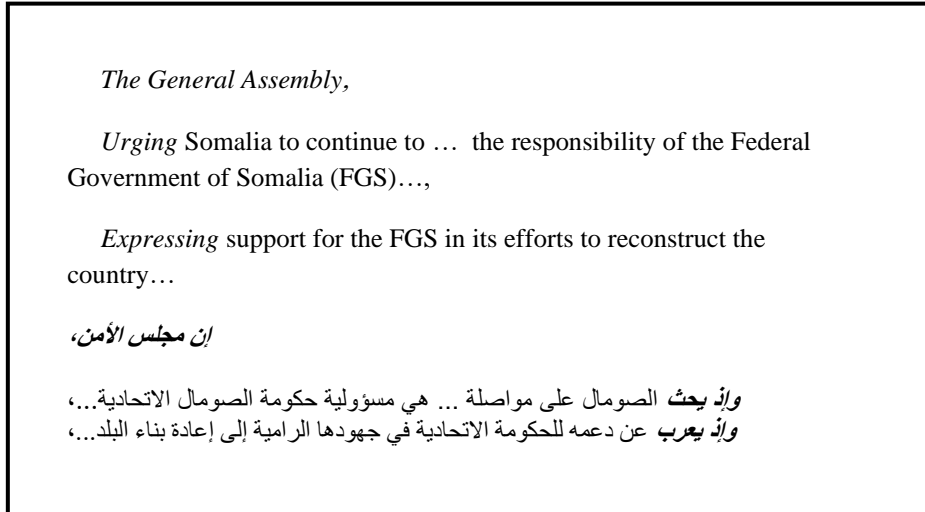 The General Assembly,
Urging Somalia to continue to … the responsibility of the Federal
Government of Somalia (FGS)…,
Expressing support for the FGS in its efforts to reconstruct the
country…
إن مجلس الأمن،
وإذ يحث الصومال على مواصلة ... هي مسؤولية حكومة الصومال الاتحادية...،
وإذ يعرب عن دعمه للحكومة الاتحادية في جهودها الرامية إلى إعادة بناء البلد...،